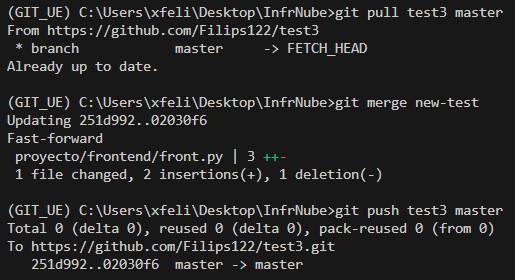 (GIT_UE) C:\Users\xfeli\Desktop\InfrNube>git pull test3 master
From https://github.com/Filips122/test3
 * branch            master     -> FETCH_HEAD
Already up to date.

(GIT_UE) C:\Users\xfeli\Desktop\InfrNube>git merge new-test
Updating 251d992..02030f6
Fast-forward
 proyecto/frontend/front.py | 3 ++-
 1 file changed, 2 insertions(+), 1 deletion(-)

(GIT_UE) C:\Users\xfeli\Desktop\InfrNube>git push test3 master
Total 0 (delta 0), reused 0 (delta 0), pack-reused 0 (from 0)
To https://github.com/Filips122/test3.git
   251d992..02030f6  master -> master